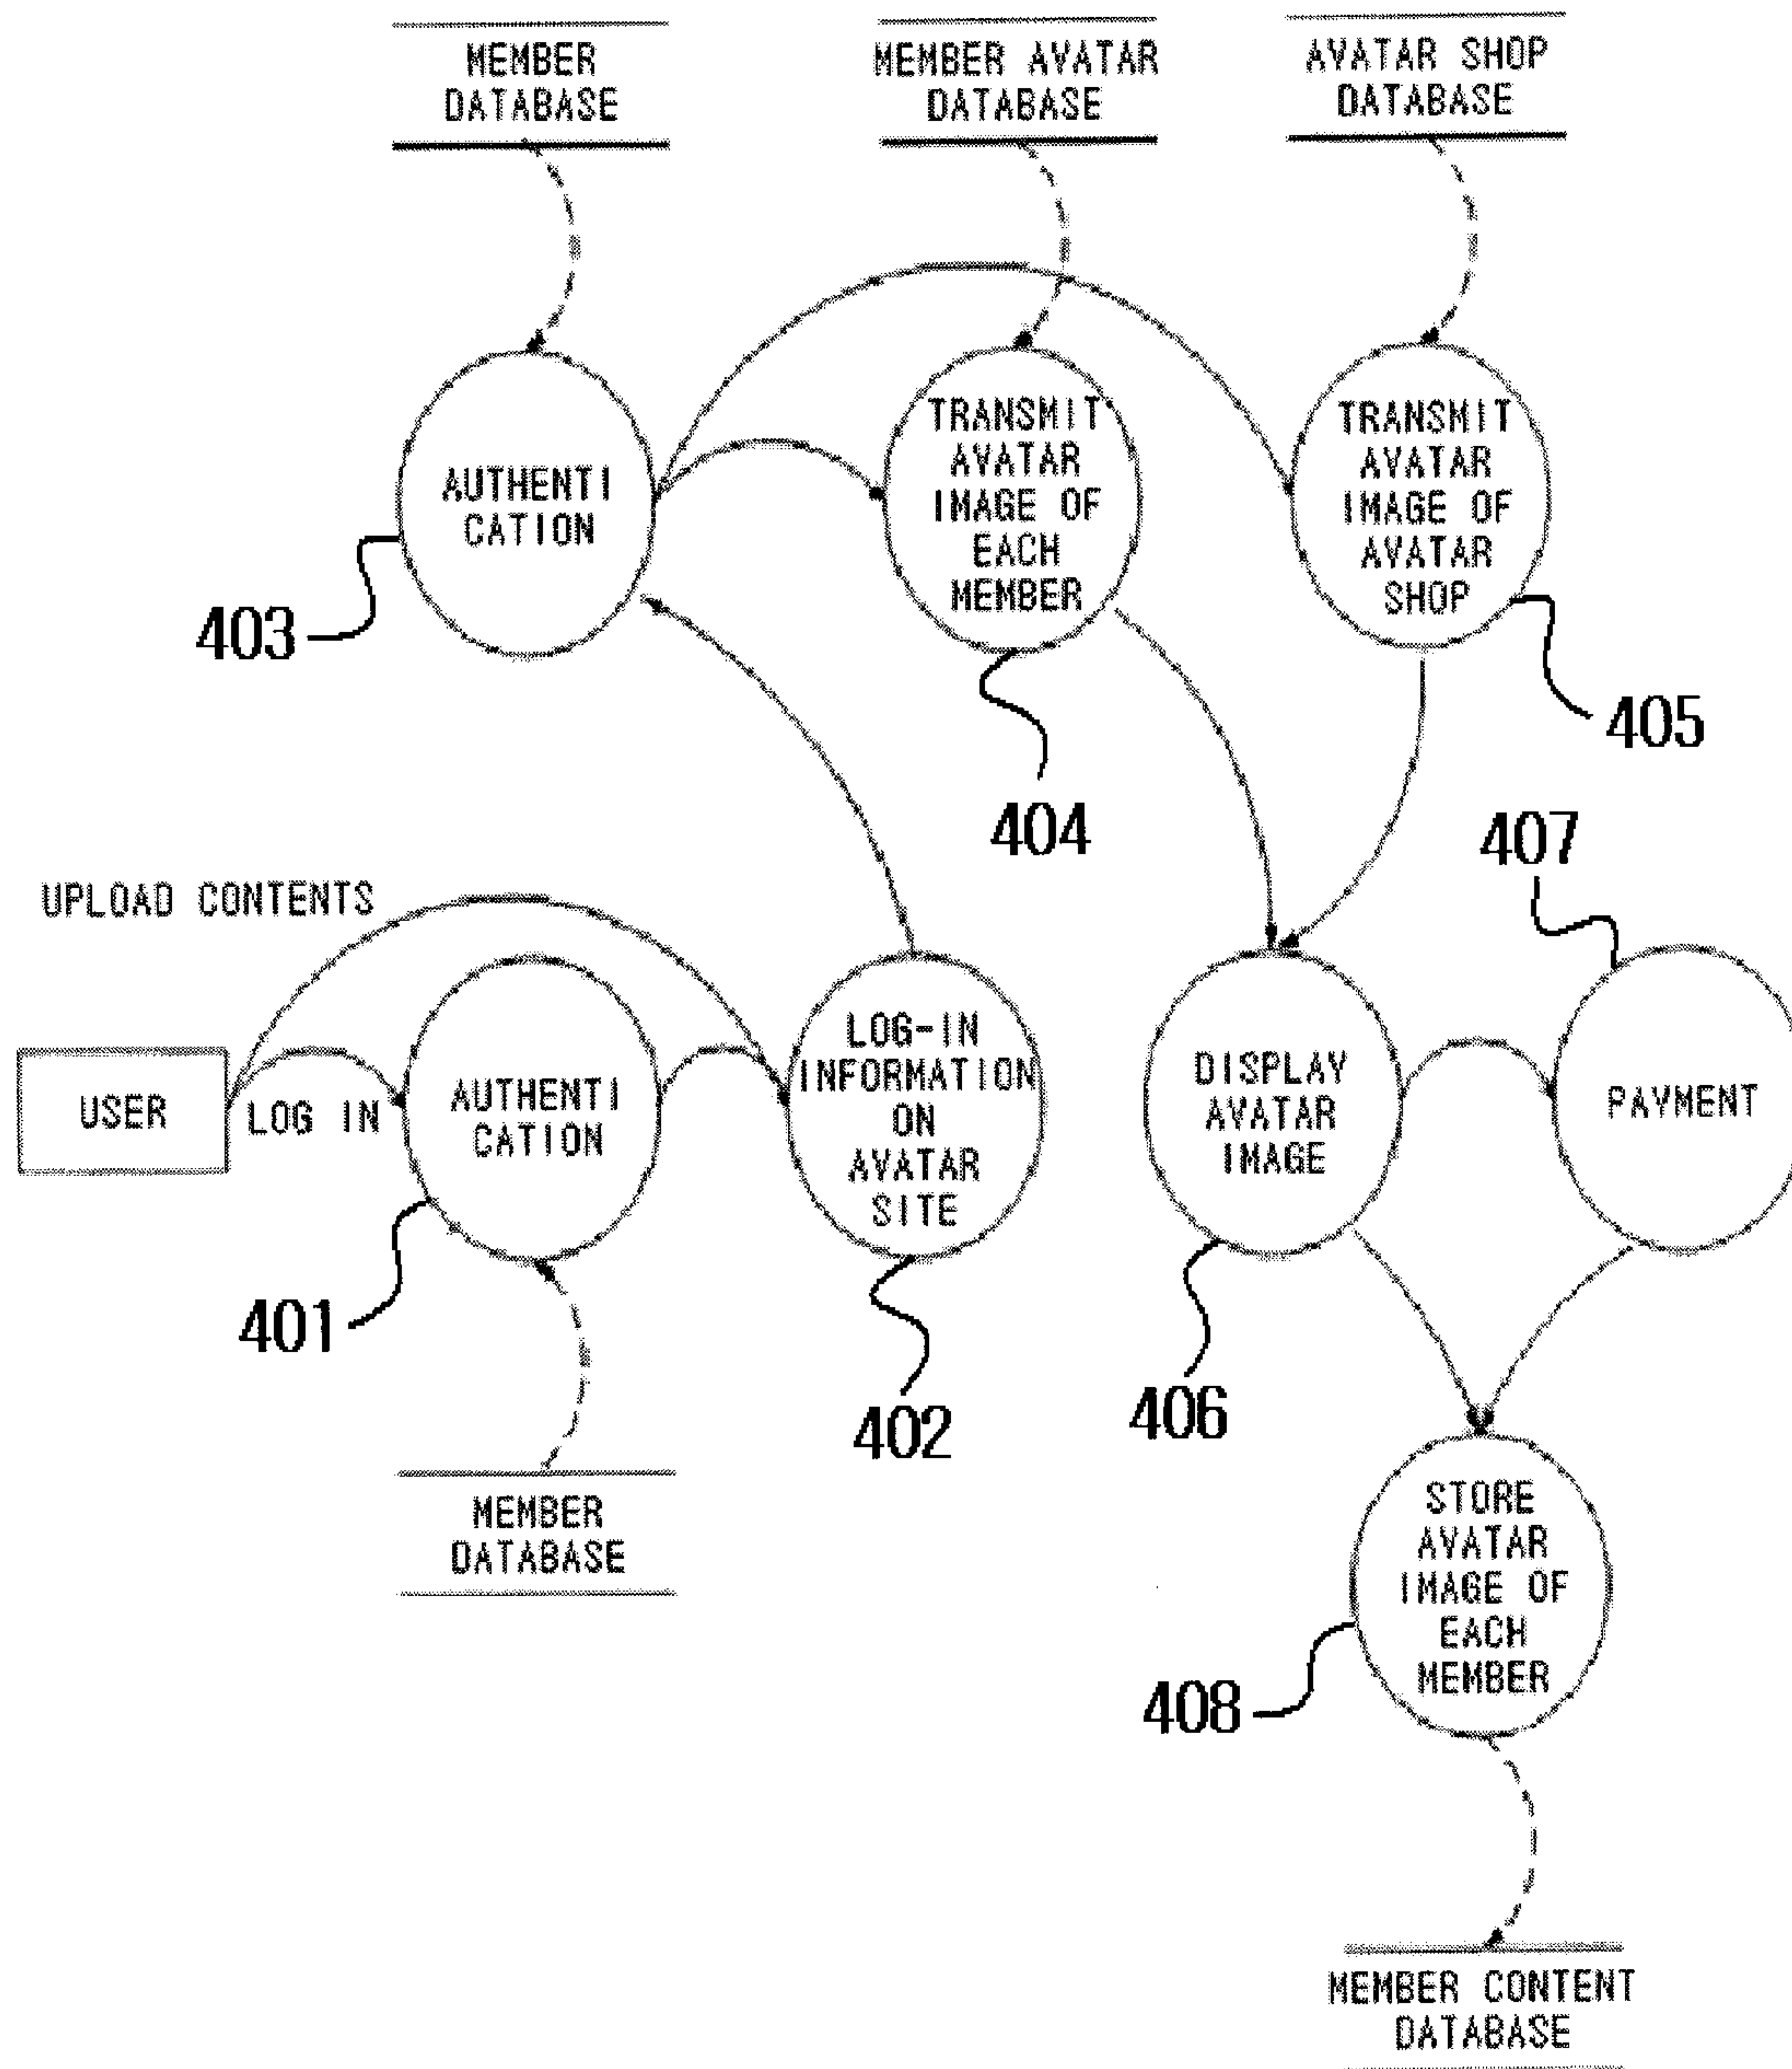 MEMBER
DATABASE
MEMBER AVATAR
DATABASE
AVATAR SHOP
DATABASE
AUTHENTI
CATION
TRANSMIT
AVATAR
IMAGE OF
EACH
MEMBER
TRANSMIT
AVATAR
IMAGE OF
AVATAR
SHOP
403
404
405
407
UPLOAD CONTENTS
USER
LOG IN
AUTHENTI
CATION
LOG-IN
INFORMATION
ON
AVATAR
SITE
DISPLAY
AVATAR
IMAGE
PAYMENT
401
402
406
MEMBER
DATABASE
STORE
AVATAR
IMAGE OF
EACH
MEMBER
408
MEMBER CONTENT
DATABASE